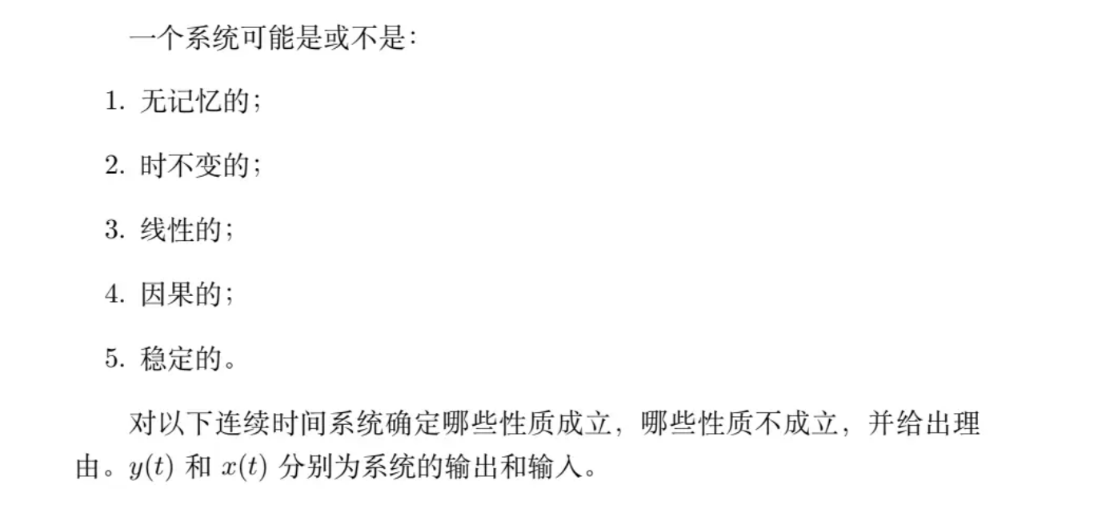 一个系统可能是或不是：
1. 无记忆的；
2. 时不变的；
3. 线性的；
4. 因果的；
5. 稳定的。
对以下连续时间系统确定哪些性质成立，哪些性质不成立，并给出理
由。y(t) 和 x(t) 分别为系统的输出和输入。